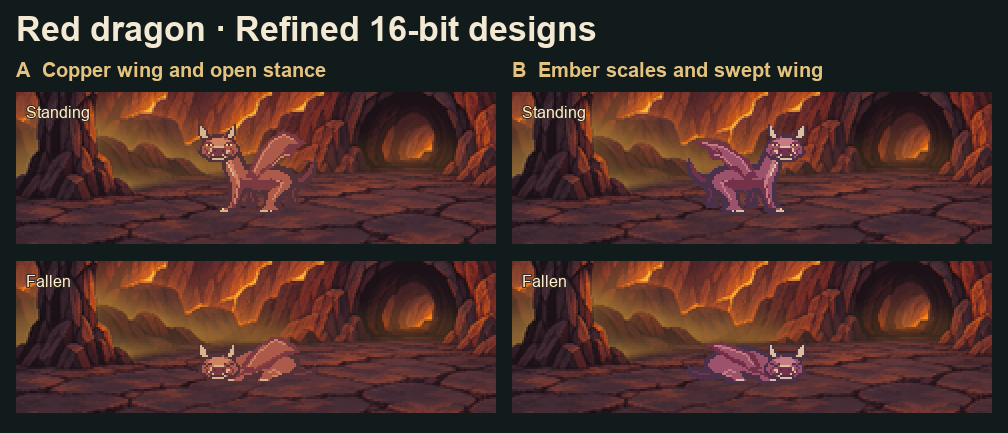 Red dragon · Refined 16-bit designs
A Copper wing and open stance
B Ember scales and swept wing
Standing
Standing
Fallen
Fallen